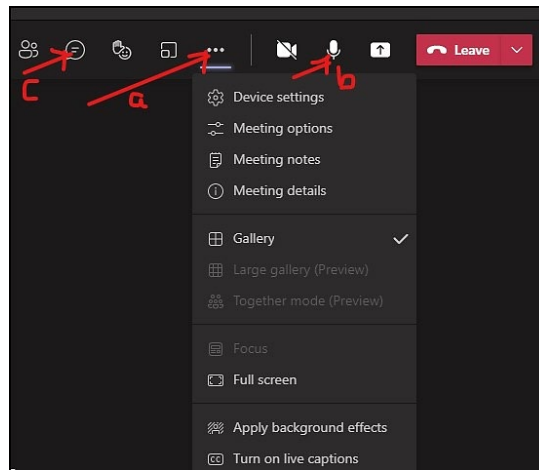 Leave
C
a
b
Device settings
Meeting options
Meeting notes
Meeting details
Gallery
Large gallery (Preview)
Together mode (Preview)
Focus
Full screen
Apply background effects
CC Turn on live captions